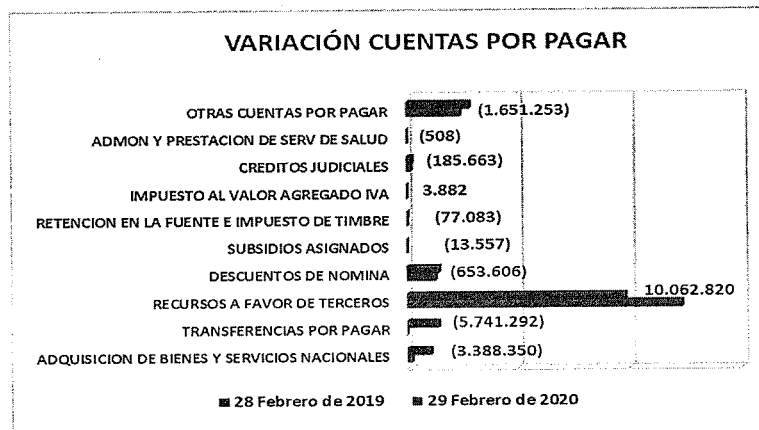 VARIACIÓN CUENTAS POR PAGAR
OTRAS CUENTAS POR PAGAR (1.651.253)
ADMON Y PRESTACION DE SERV DE SALUD (508)
CREDITOS JUDICIALES (185.663)
IMPUESTO AL VALOR AGREGADO IVA 3.882
RETENCION EN LA FUENTE E IMPUESTO DE TIMBRE (77.083)
SUBSIDIOS ASIGNADOS (13.557)
DESCUENTOS DE NOMINA (653.606)
RECURSOS A FAVOR DE TERCEROS 10.062.820
TRANSFERENCIAS POR PAGAR (5.741.292)
ADQUISICION DE BIENES Y SERVICIOS NACIONALES (3.388.350)
28 Febrero de 2019 29 Febrero de 2020